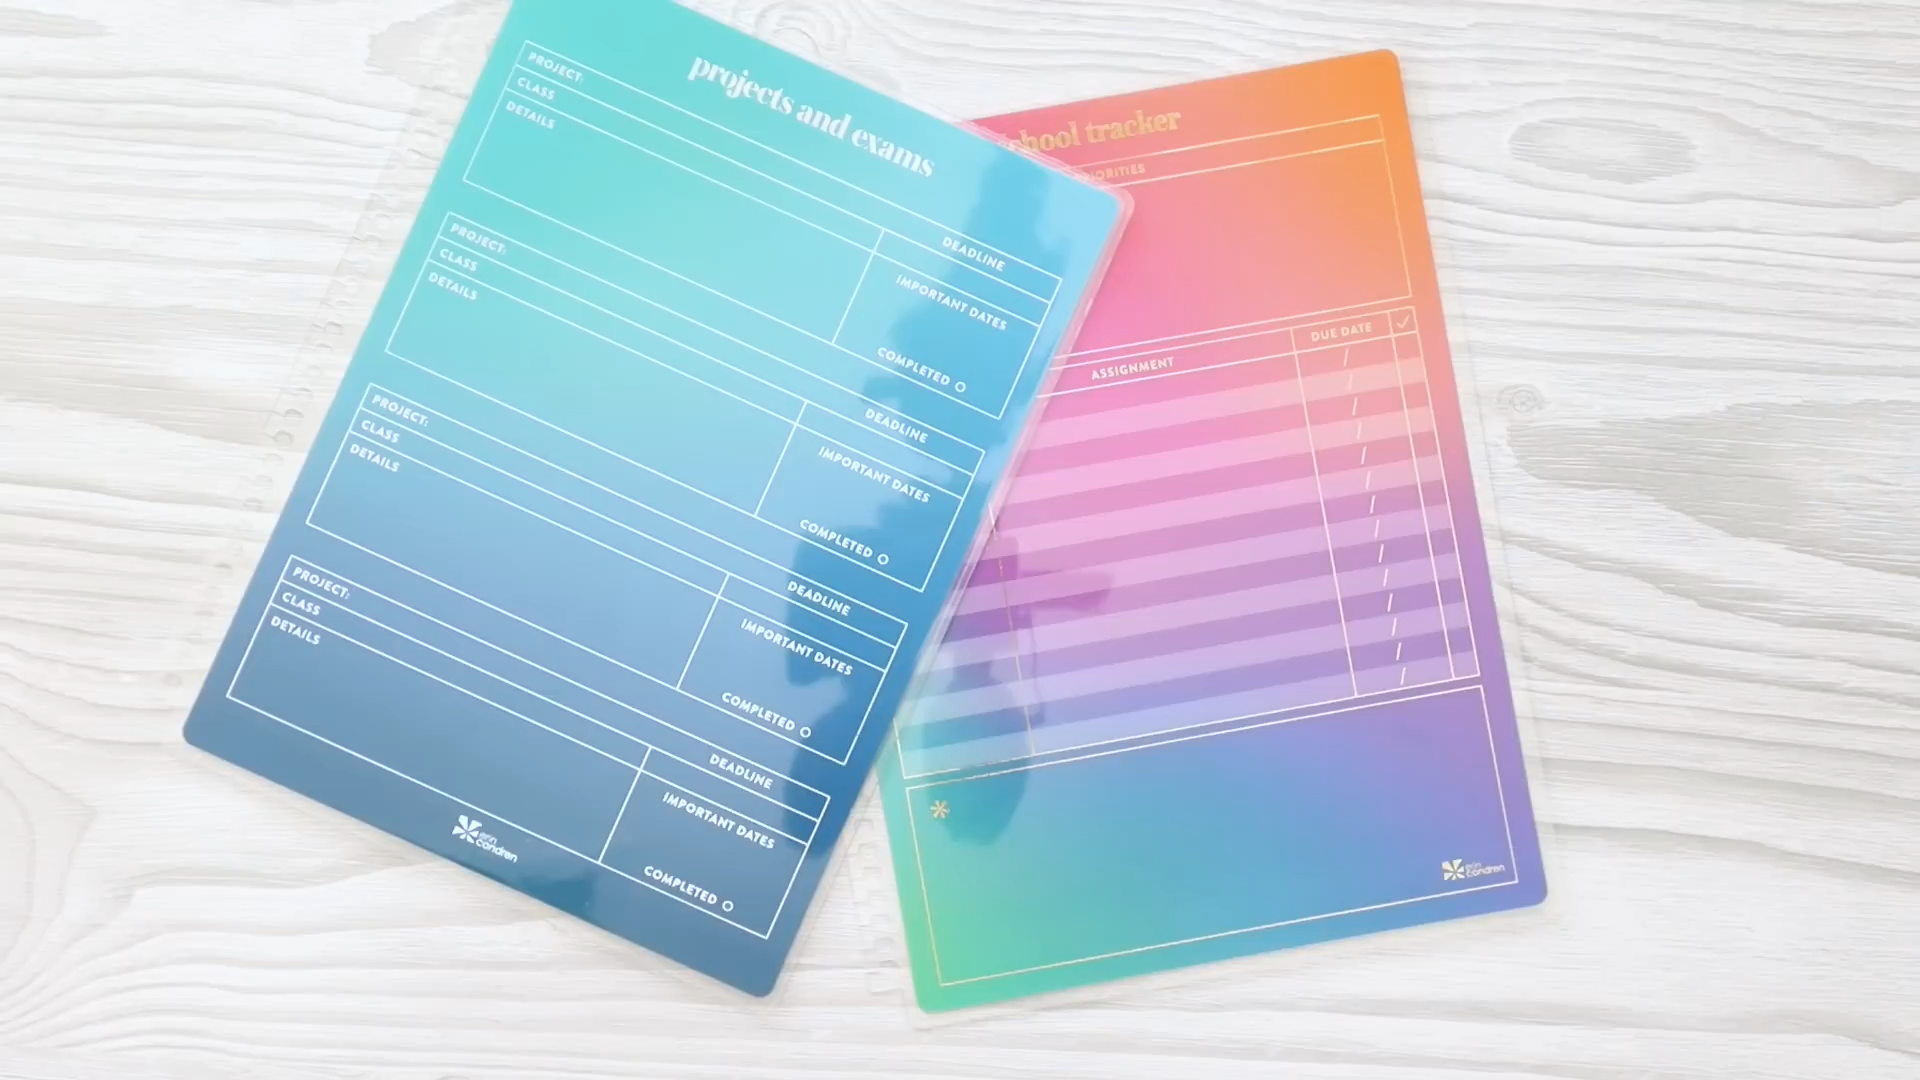 projects and exams
PROJECT:
CLASS
DETAILS
DEADLINE
IMPORTANT DATES
COMPLETED
PROJECT:
CLASS
DETAILS
DEADLINE
IMPORTANT DATES
COMPLETED
PROJECT:
CLASS
DETAILS
DEADLINE
IMPORTANT DATES
COMPLETED
PROJECT:
CLASS
DETAILS
DEADLINE
IMPORTANT DATES
COMPLETED
erin
condren
tracker
ASSIGNMENT
DUE DATE
erin
condren